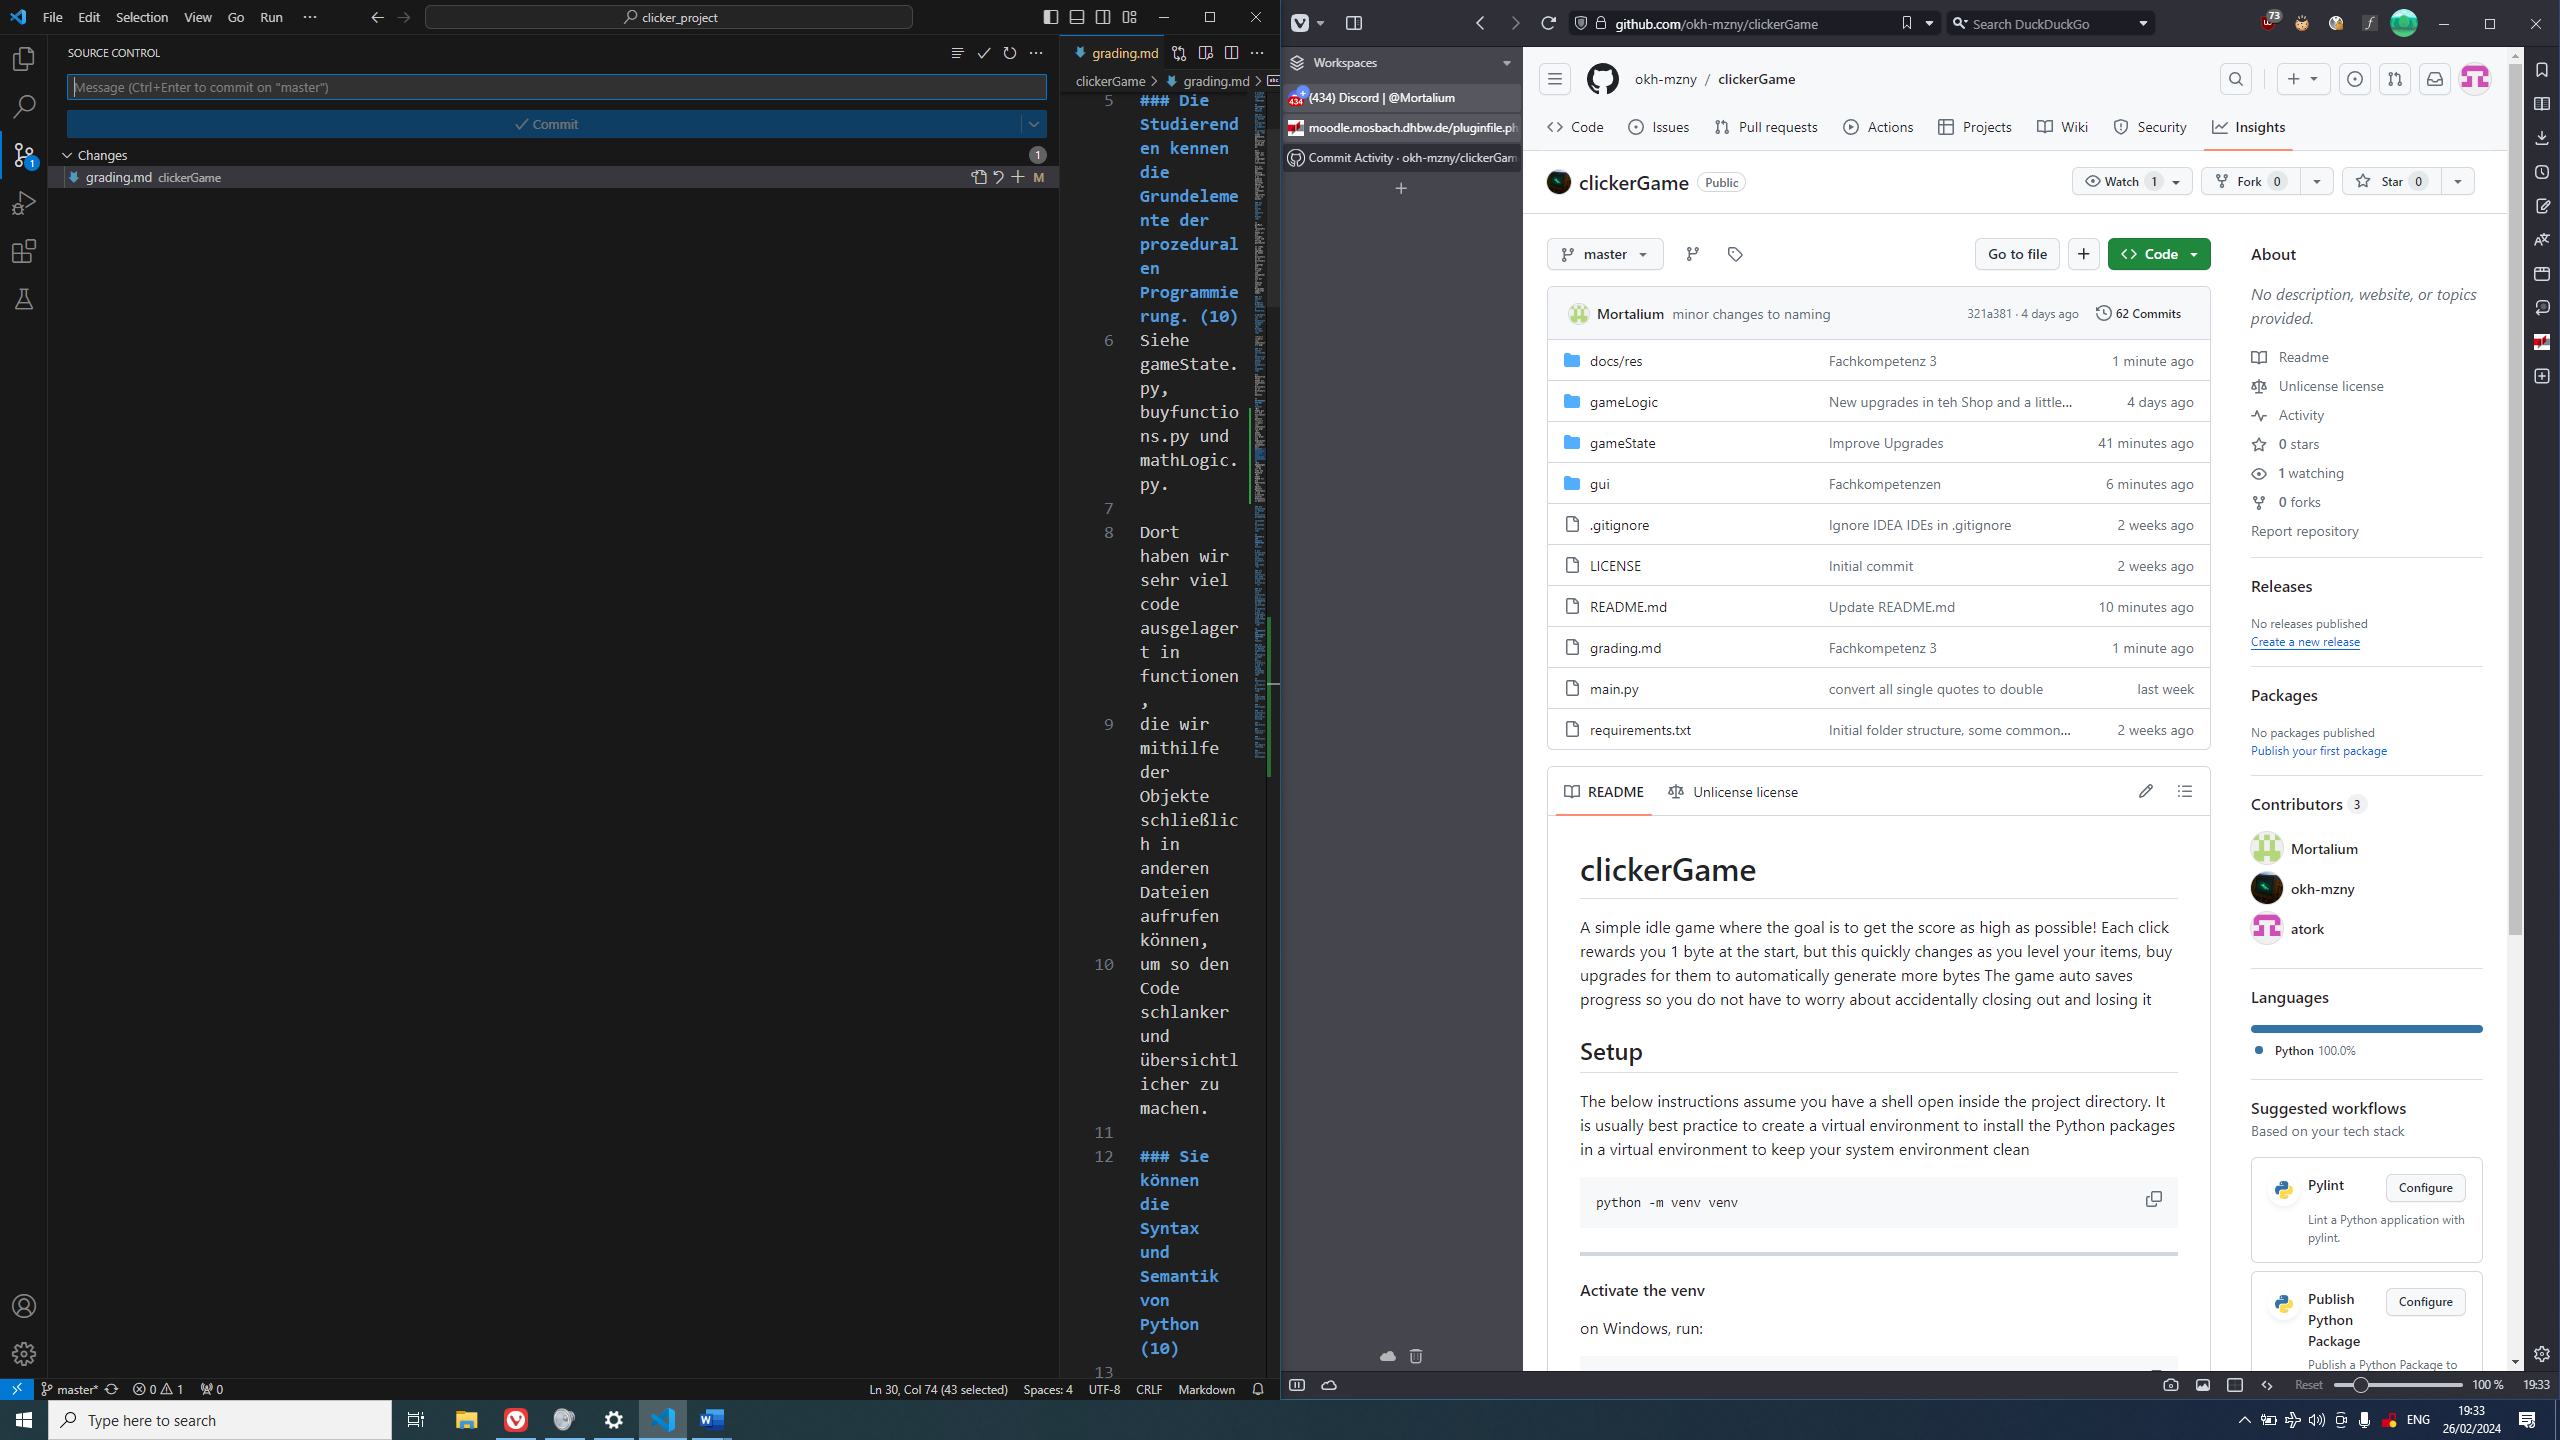 File Edit Selection View Go Run ···
clicker_project
SOURCE CONTROL
Message (Ctrl+Enter to commit on "master")
Commit
Changes
1
grading.md clickerGame
M
1
grading.md
clickerGame > grading.md >
5 ### Die
Studierend
en kennen
die
Grundeleme
nte der
prozedural
en
Programmie
rung. (10)
6 Siehe
gameState.
py,
buyfunctio
ns.py und
mathLogic.
py.
7
8 Dort
haben wir
sehr viel
code
ausgelager
t in
functionen
,
9 die wir
mithilfe
der
Objekte
schließlic
h in
anderen
Dateien
aufrufen
können,
10 um so den
Code
schlanker
und
übersichtl
icher zu
machen.
11
12 ### Sie
können
die
Syntax
und
Semantik
von
Python
(10)
13
master* 0 1 0
Ln 30, Col 74 (43 selected) Spaces: 4 UTF-8 CRLF Markdown
github.com/okh-mzny/clickerGame
Search DuckDuckGo
73
Workspaces
434
(434) Discord | @Mortalium
moodle.mosbach.dhbw.de/pluginfile.ph
Commit Activity · okh-mzny/clickerGam
okh-mzny / clickerGame
Code Issues Pull requests Actions Projects Wiki Security Insights
clickerGame Public
Watch 1 Fork 0 Star 0
master
Go to file
Code
Mortalium minor changes to naming 321a381 · 4 days ago 62 Commits
docs/res Fachkompetenz 3 1 minute ago
gameLogic New upgrades in teh Shop and a little... 4 days ago
gameState Improve Upgrades 41 minutes ago
gui Fachkompetenzen 6 minutes ago
.gitignore Ignore IDEA IDEs in .gitignore 2 weeks ago
LICENSE Initial commit 2 weeks ago
README.md Update README.md 10 minutes ago
grading.md Fachkompetenz 3 1 minute ago
main.py convert all single quotes to double last week
requirements.txt Initial folder structure, some common... 2 weeks ago
README Unlicense license
clickerGame
A simple idle game where the goal is to get the score as high as possible! Each click
rewards you 1 byte at the start, but this quickly changes as you level your items, buy
upgrades for them to automatically generate more bytes The game auto saves
progress so you do not have to worry about accidentally closing out and losing it
Setup
The below instructions assume you have a shell open inside the project directory. It
is usually best practice to create a virtual environment to install the Python packages
in a virtual environment to keep your system environment clean
python -m venv venv
Activate the venv
on Windows, run:
About
No description, website, or topics
provided.
Readme
Unlicense license
Activity
0 stars
1 watching
0 forks
Report repository
Releases
No releases published
Create a new release
Packages
No packages published
Publish your first package
Contributors 3
Mortalium
okh-mzny
atork
Languages
Python 100.0%
Suggested workflows
Based on your tech stack
Pylint
Configure
Lint a Python application with
pylint.
Publish
Python
Package
Configure
Publish a Python Package to
Reset 100 % 19:33
Type here to search
ENG
19:33
26/02/2024